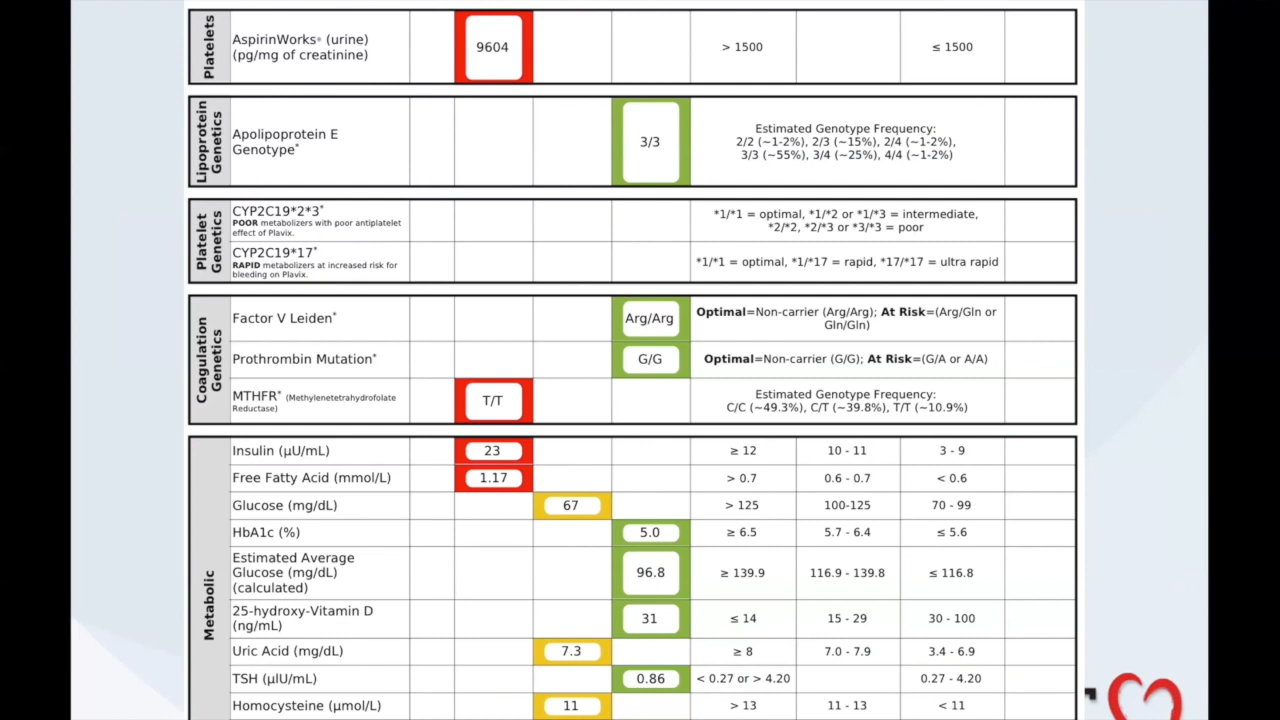 Platelets
AspirinWorks® (urine)
(pg/mg of creatinine)
9604
> 1500
≤ 1500
Lipoprotein
Genetics
Apolipoprotein E
Genotype*
3/3
Estimated Genotype Frequency:
2/2 (~1-2%), 2/3 (~15%), 2/4 (~1-2%),
3/3 (~55%), 3/4 (~25%), 4/4 (~1-2%)
Platelet
Genetics
CYP2C19*2*3*
POOR metabolizers with poor antiplatelet
effect of Plavix.
*1/*1 = optimal, *1/*2 or *1/*3 = intermediate,
*2/*2, *2/*3 or *3/*3 = poor
CYP2C19*17*
RAPID metabolizers at increased risk for
bleeding on Plavix.
*1/*1 = optimal, *1/*17 = rapid, *17/*17 = ultra rapid
Coagulation
Genetics
Factor V Leiden*
Arg/Arg
Optimal=Non-carrier (Arg/Arg); At Risk=(Arg/Gln or
Gln/Gln)
Prothrombin Mutation*
G/G
Optimal=Non-carrier (G/G); At Risk=(G/A or A/A)
MTHFR* (Methylenetetrahydrofolate
Reductase)
T/T
Estimated Genotype Frequency:
C/C (~49.3%), C/T (~39.8%), T/T (~10.9%)
Metabolic
Insulin (μU/mL)
23
≥ 12
10 - 11
3 - 9
Free Fatty Acid (mmol/L)
1.17
> 0.7
0.6 - 0.7
< 0.6
Glucose (mg/dL)
67
> 125
100-125
70 - 99
HbA1c (%)
5.0
≥ 6.5
5.7 - 6.4
≤ 5.6
Estimated Average
Glucose (mg/dL)
(calculated)
96.8
≥ 139.9
116.9 - 139.8
≤ 116.8
25-hydroxy-Vitamin D
(ng/mL)
31
≤ 14
15 - 29
30 - 100
Uric Acid (mg/dL)
7.3
≥ 8
7.0 - 7.9
3.4 - 6.9
TSH (μIU/mL)
0.86
< 0.27 or > 4.20
0.27 - 4.20
Homocysteine (μmol/L)
11
> 13
11 - 13
< 11